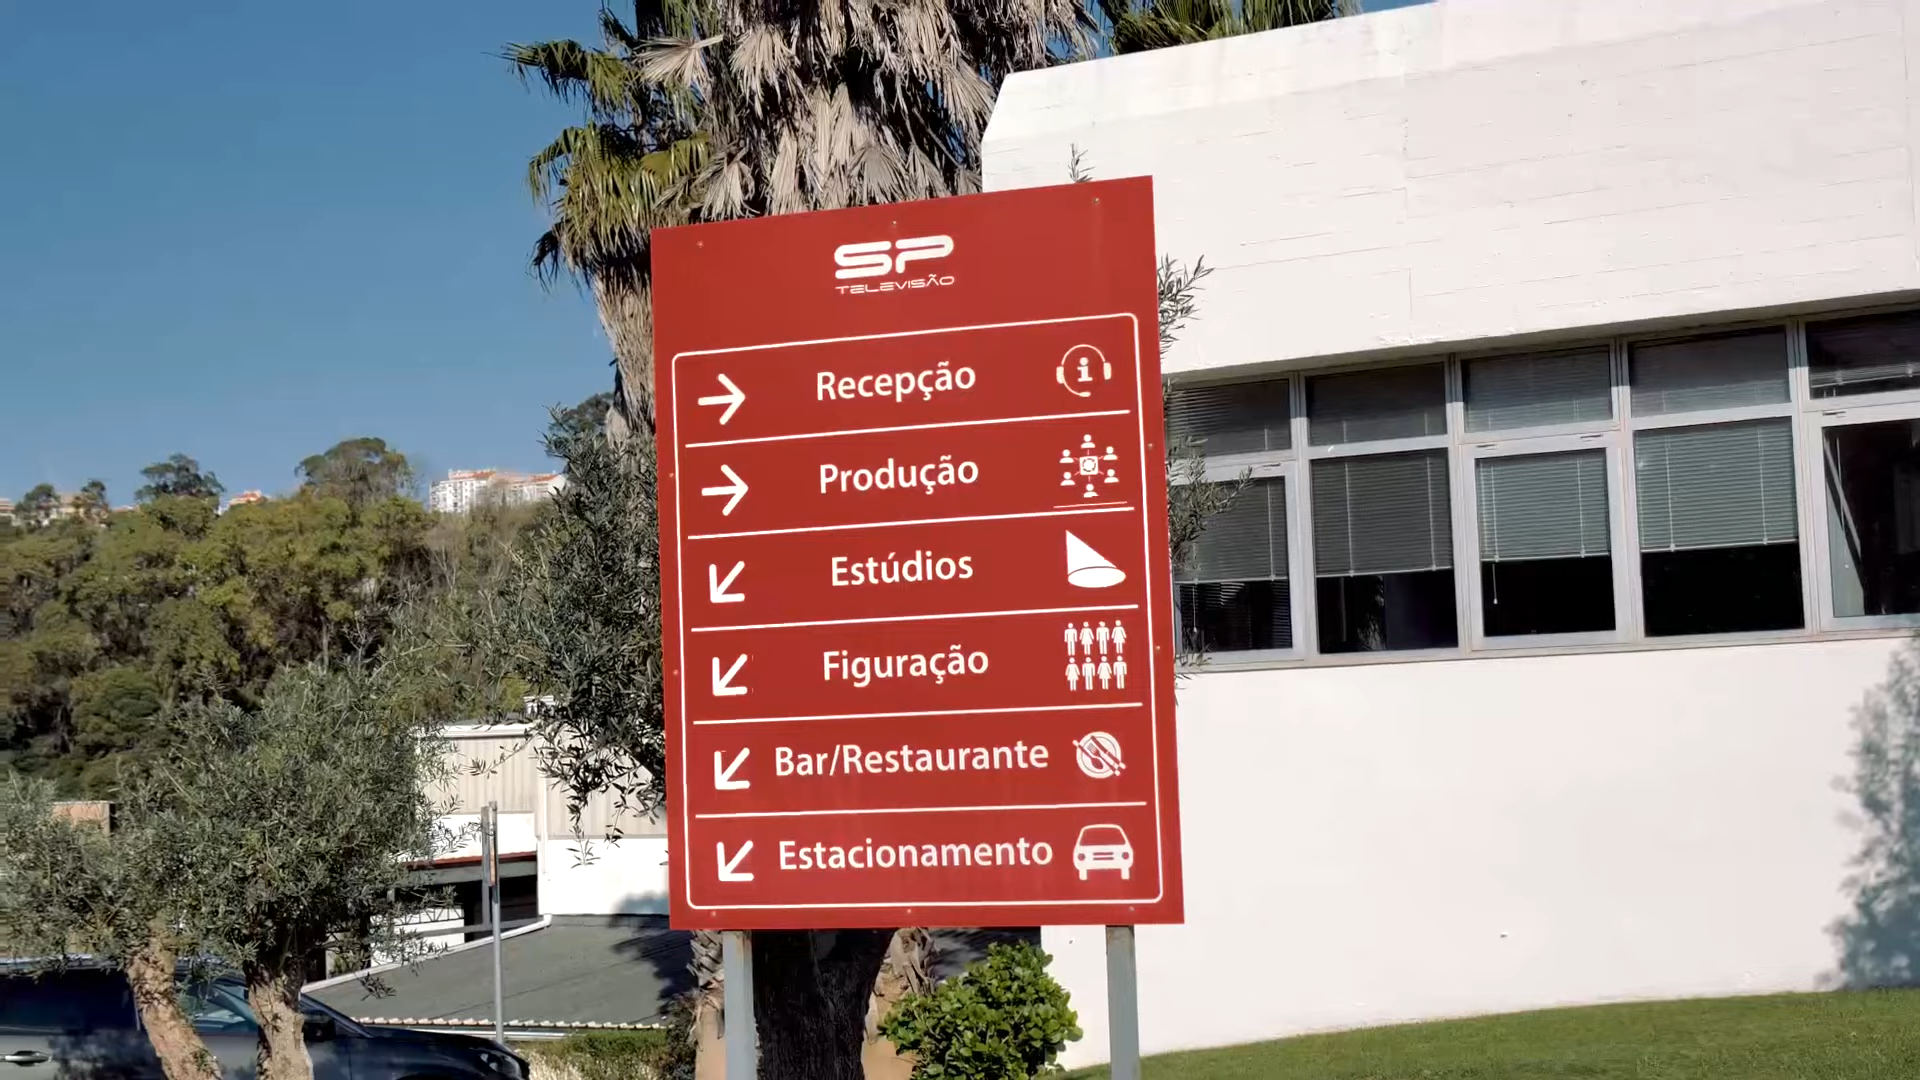 SP
TELEVISÃO
Recepção
Produção
Estúdios
Figuração
Bar/Restaurante
Estacionamento